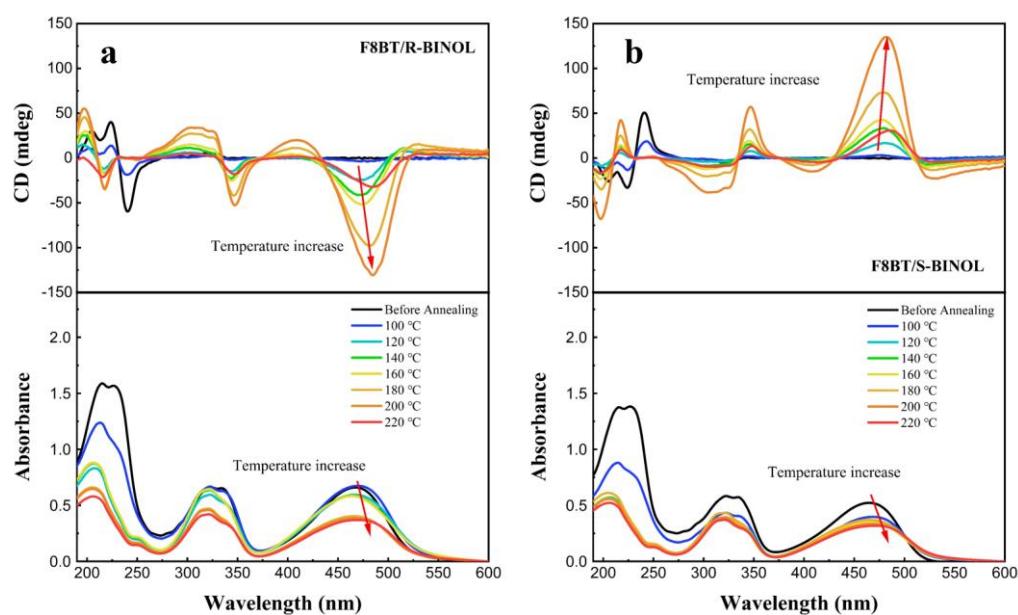 a
F8BT/R-BINOL
CD (mdeg)
150
100
50
0
-50
-100
-150
Temperature increase
Absorbance
2.0
1.5
1.0
0.5
0.0
Before Annealing
100 ℃
120 ℃
140 ℃
160 ℃
180 ℃
200 ℃
220 ℃
Temperature increase
200 250 300 350 400 450 500 550 600
Wavelength (nm)
b
Temperature increase
CD (mdeg)
150
100
50
0
-50
-100
-150
F8BT/S-BINOL
Absorbance
2.0
1.5
1.0
0.5
0.0
Before Annealing
100 ℃
120 ℃
140 ℃
160 ℃
180 ℃
200 ℃
220 ℃
Temperature increase
200 250 300 350 400 450 500 550 600
Wavelength (nm)